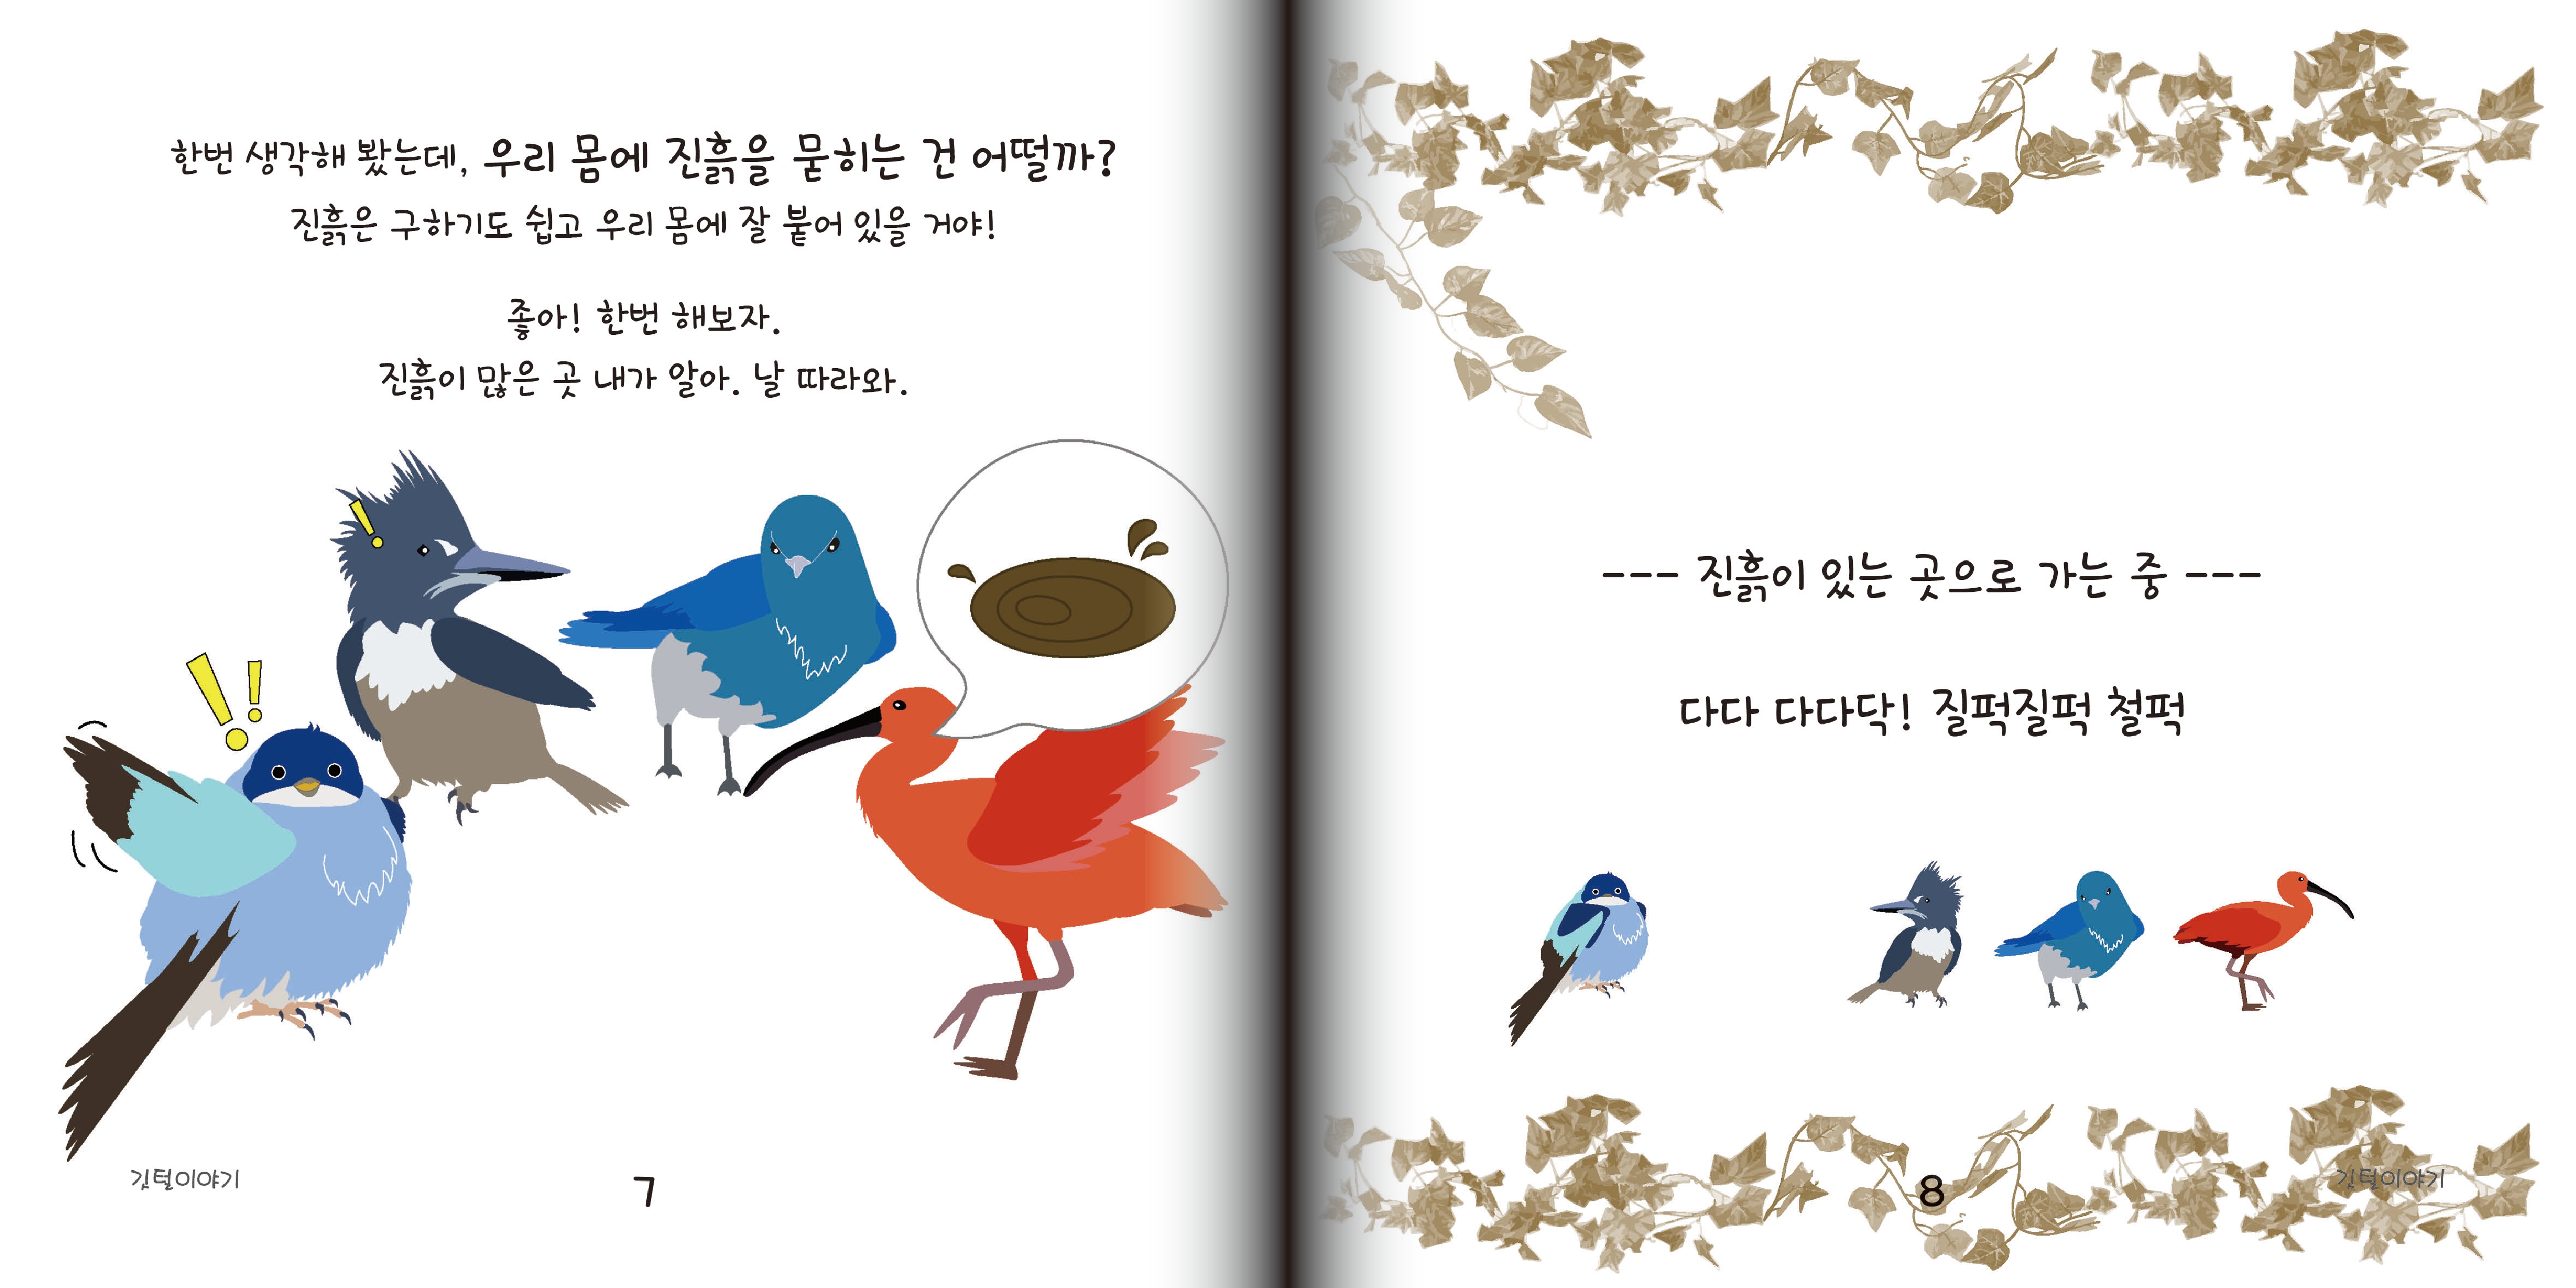 한번 생각해 봤는데, 우리 몸에 진흙을 묻히는 건 어떨까?
진흙은 구하기도 쉽고 우리 몸에 잘 붙어 있을 거야!
좋아! 한번 해보자.
진흙이 많은 곳 내가 알아. 날 따라와.
깃털이야기
7
--- 진흙이 있는 곳으로 가는 중 ---
다다 다다닥! 질퍽질퍽 철퍽
8
깃털이야기